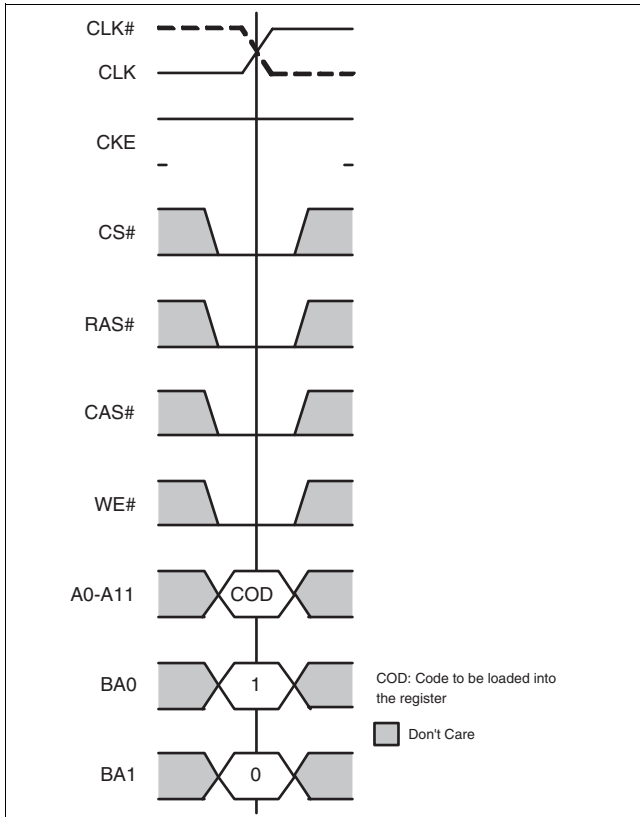 CLK#
CLK
CKE
CS#
RAS#
CAS#
WE#
A0-A11
COD
BA0
1
COD: Code to be loaded into
the register
Don't Care
BA1
0